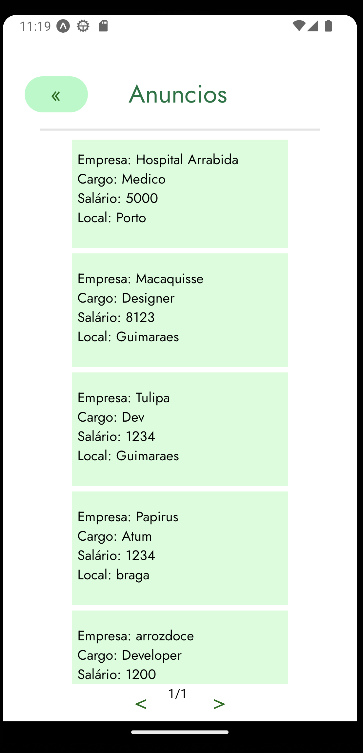 11:19
«
Anuncios
Empresa: Hospital Arrabida
Cargo: Medico
Salário: 5000
Local: Porto
Empresa: Macaquisse
Cargo: Designer
Salário: 8123
Local: Guimaraes
Empresa: Tulipa
Cargo: Dev
Salário: 1234
Local: Guimaraes
Empresa: Papirus
Cargo: Atum
Salário: 1234
Local: braga
Empresa: arrozdoce
Cargo: Developer
Salário: 1200
< 1/1 >